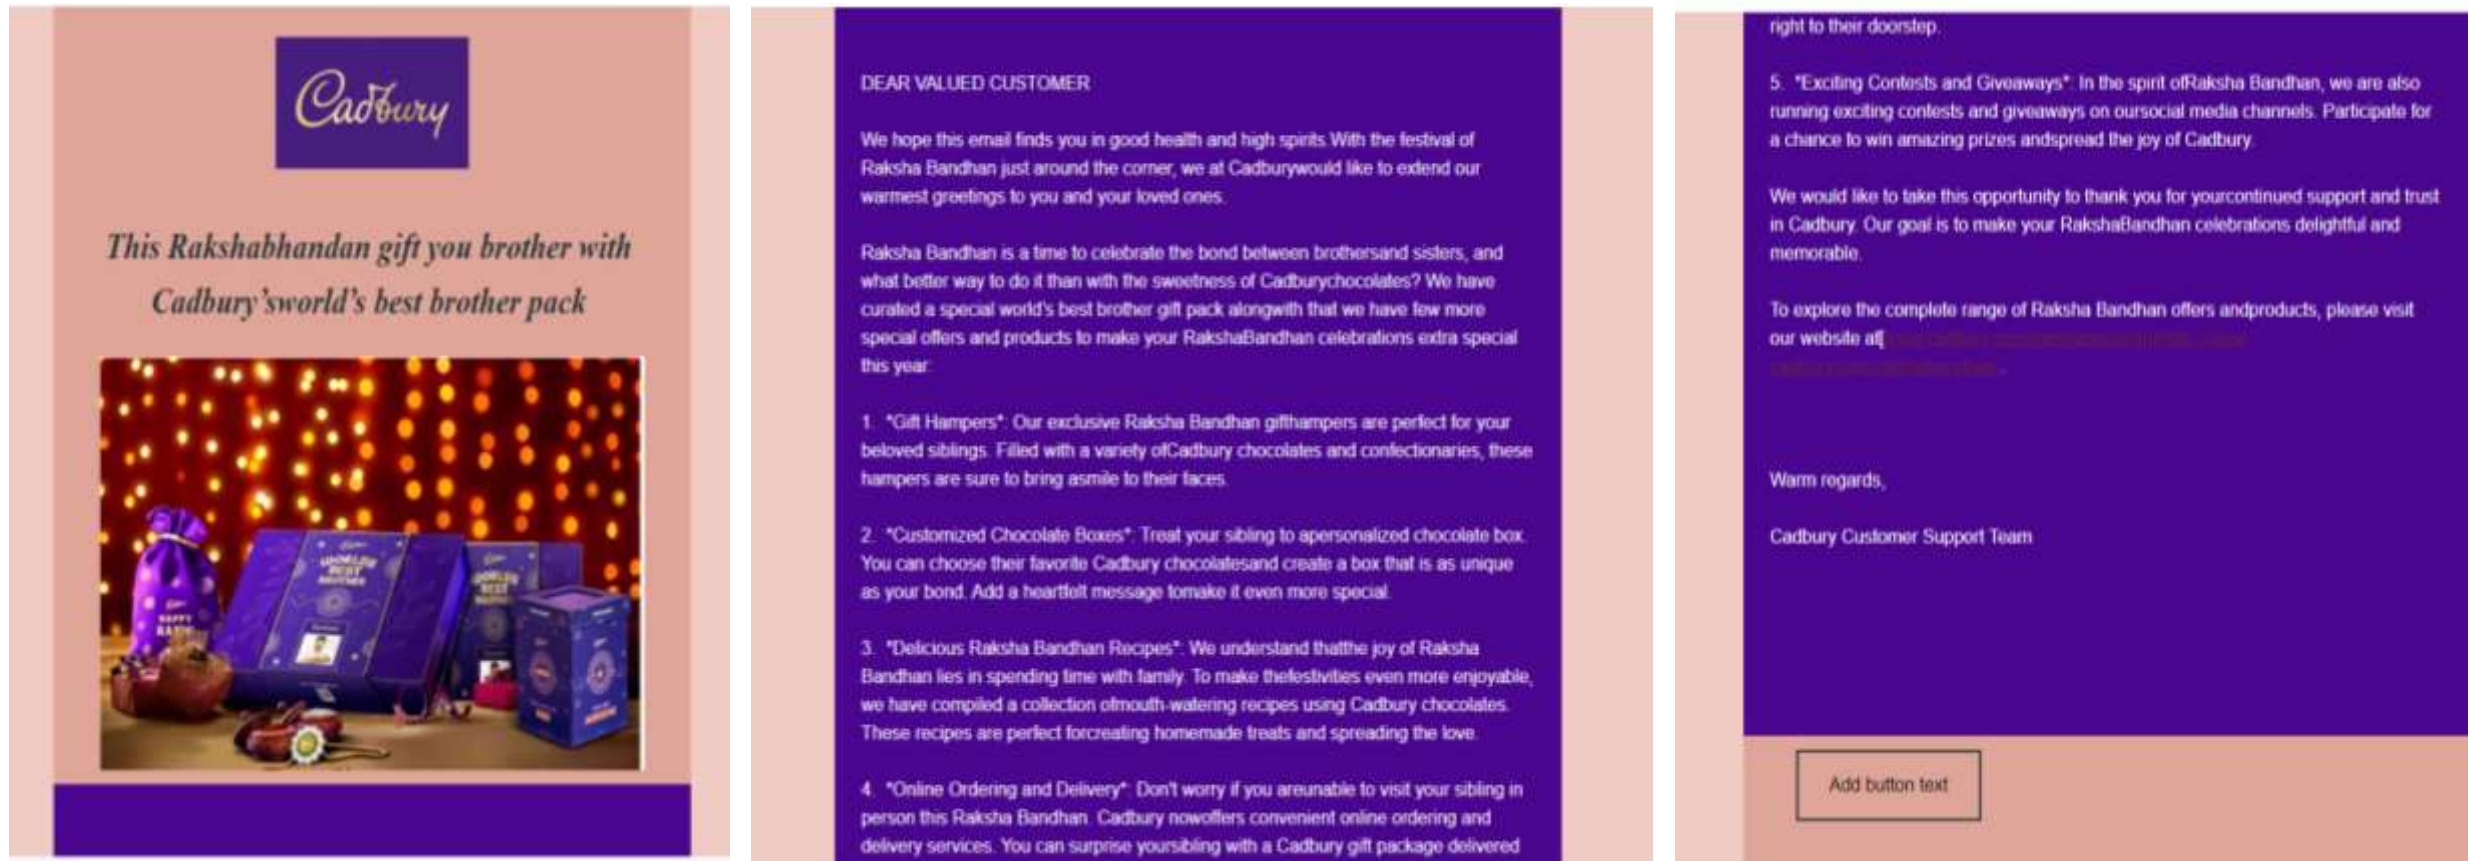 Cadbury
This Rakshabhandan gift you brother with
Cadbury'sworld's best brother pack
WORLD'S
BEST
BROTHER
WORLD'S
BEST
HAPPY
DEAR VALUED CUSTOMER
We hope this email finds you in good health and high spirits.With the festival of
Raksha Bandhan just around the corner, we at Cadburywould like to extend our
warmest greetings to you and your loved ones.
Raksha Bandhan is a time to celebrate the bond between brothersand sisters, and
what better way to do it than with the sweetness of Cadburychocolates? We have
curated a special world's best brother gift pack alongwith that we have few more
special offers and products to make your RakshaBandhan celebrations extra special
this year:
1. *Gift Hampers*: Our exclusive Raksha Bandhan gifthampers are perfect for your
beloved siblings. Filled with a variety ofCadbury chocolates and confectionaries, these
hampers are sure to bring asmile to their faces.
2. *Customized Chocolate Boxes*: Treat your sibling to apersonalized chocolate box.
You can choose their favorite Cadbury chocolatesand create a box that is as unique
as your bond. Add a heartfelt message tomake it even more special.
3. *Delicious Raksha Bandhan Recipes*: We understand thatthe joy of Raksha
Bandhan lies in spending time with family. To make thefestivities even more enjoyable,
we have compiled a collection ofmouth-watering recipes using Cadbury chocolates.
These recipes are perfect forcreating homemade treats and spreading the love.
4. *Online Ordering and Delivery*: Don't worry if you areunable to visit your sibling in
person this Raksha Bandhan. Cadbury nowoffers convenient online ordering and
delivery services. You can surprise yoursibling with a Cadbury gift package delivered
right to their doorstep.
5. *Exciting Contests and Giveaways*: In the spirit ofRaksha Bandhan, we are also
running exciting contests and giveaways on oursocial media channels. Participate for
a chance to win amazing prizes andspread the joy of Cadbury.
We would like to take this opportunity to thank you for yourcontinued support and trust
in Cadbury. Our goal is to make your RakshaBandhan celebrations delightful and
memorable.
To explore the complete range of Raksha Bandhan offers andproducts, please visit
our website at[
Warm regards,
Cadbury Customer Support Team
Add button text